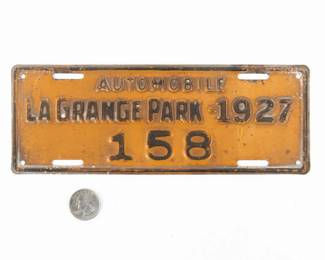 AUTOMOBILE
LA GRANGE PARK - 1927
158